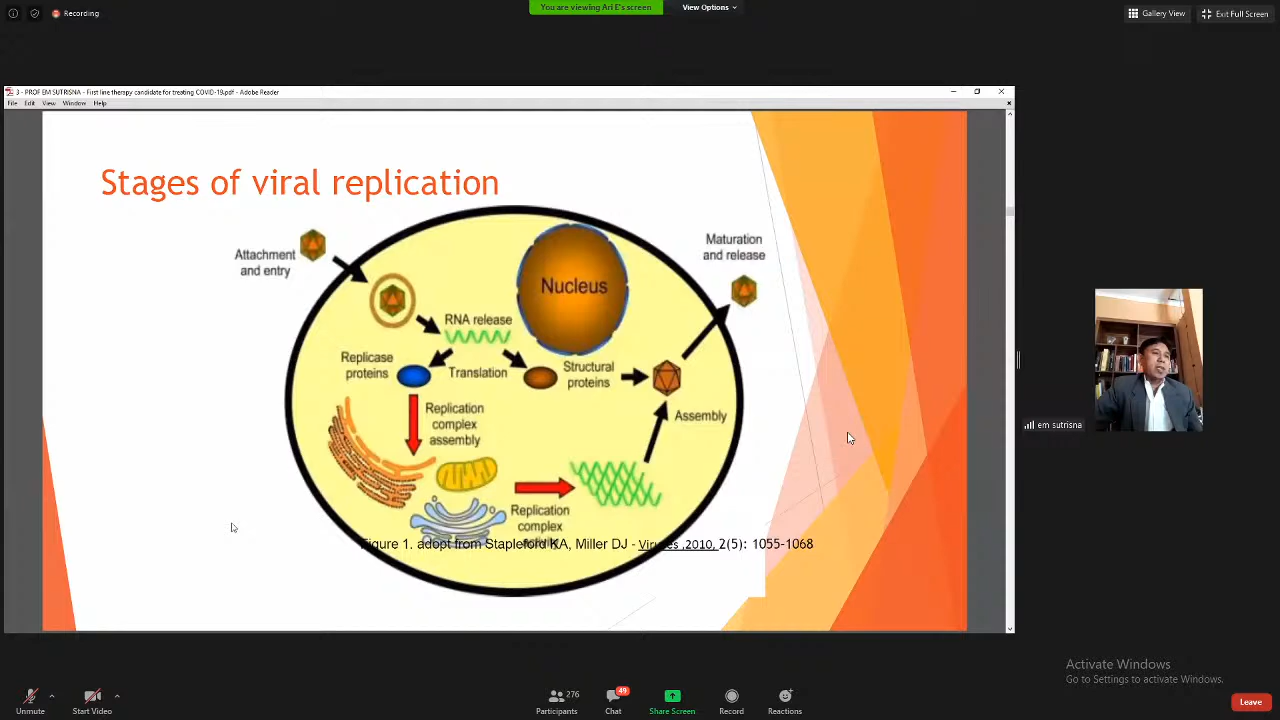 Recording
You are viewing Ari E's screen
View Options
Gallery View
Exit Full Screen
3 - PROF EM SUTRISNA - First line therapy candidate for treating COVID-19.pdf - Adobe Reader
File Edit View Window Help
Stages of viral replication
Attachment
and entry
Maturation
and release
Nucleus
RNA release
Replicase
proteins
Translation
Structural
proteins
Replication
complex
assembly
Assembly
Replication
complex
Figure 1. adopt from Stapleford KA, Miller DJ - Viruses ,2010, 2(5): 1055-1068
em sutrisna
Activate Windows
Go to Settings to activate Windows.
Unmute
Start Video
276
Participants
49
Chat
Share Screen
Record
Reactions
Leave